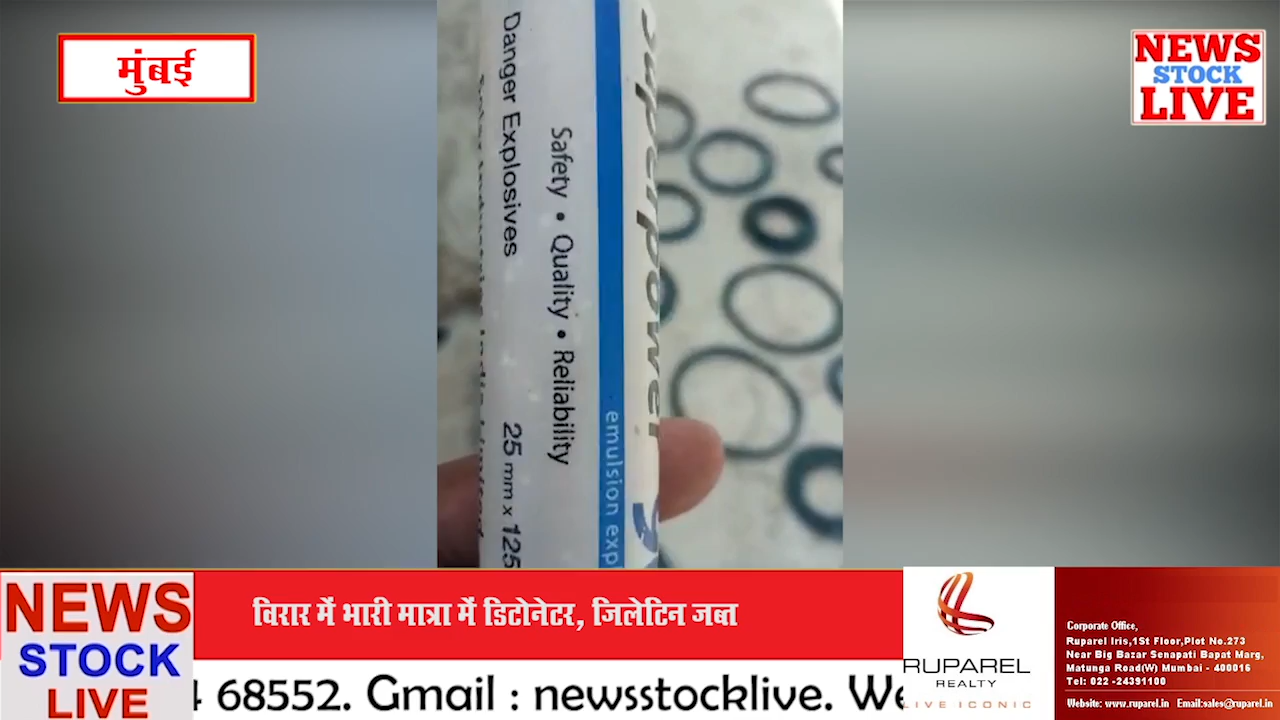 मुंबई
NEWS
STOCK
LIVE
Danger Explosives
25 mm x 125
Safety • Quality • Reliability
emulsion exp
superpower
NEWS
STOCK
LIVE
विरार में भारी मात्रा में डिटोनेटर, जिलेटिन जब्त
4 68552. Gmail : newsstocklive. We
RUPAREL
REALTY
LIVE ICONIC
Corporate Office,
Ruparel Iris,1St Floor,Plot No.273
Near Big Bazar Senapati Bapat Marg,
Matunga Road(W) Mumbai - 400016
Tel: 022 -24391100
Website: www.ruparel.in Email:sales@ruparel.in